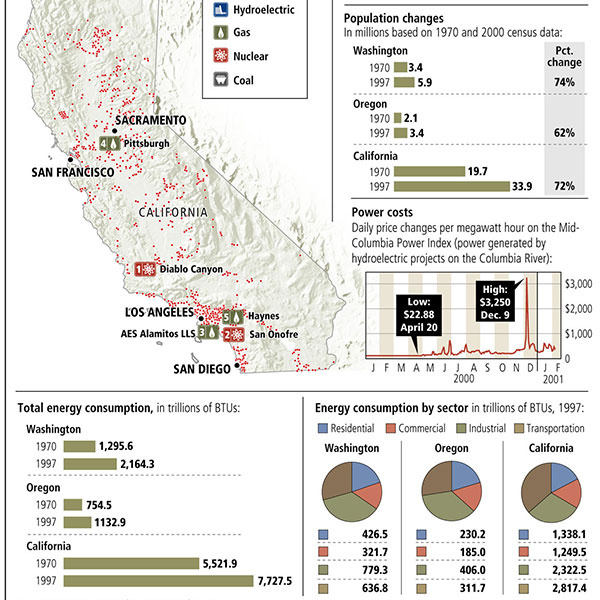 Hydroelectric
Gas
Nuclear
Coal
SACRAMENTO
4 Pittsburgh
SAN FRANCISCO
CALIFORNIA
1 Diablo Canyon
LOS ANGELES
5 Haynes
AES Alamitos LLS 3
2 San Onofre
SAN DIEGO
Population changes
In millions based on 1970 and 2000 census data:
Washington
Pct.
change
1970 3.4
1997 5.9 74%
Oregon
1970 2.1
1997 3.4 62%
California
1970 19.7
1997 33.9 72%
Power costs
Daily price changes per megawatt hour on the Mid-
Columbia Power Index (power generated by
hydroelectric projects on the Columbia River):
Low:
$22.88
April 20
High:
$3,250
Dec. 9
$3,000
$2,000
$1,000
0
J F M A M J J A S O N D J F
2000 2001
Total energy consumption, in trillions of BTUs:
Washington
1970 1,295.6
1997 2,164.3
Oregon
1970 754.5
1997 1132.9
California
1970 5,521.9
1997 7,727.5
Energy consumption by sector in trillions of BTUs, 1997:
Residential Commercial Industrial Transportation
Washington Oregon California
426.5 230.2 1,338.1
321.7 185.0 1,249.5
779.3 406.0 2,322.5
636.8 311.7 2,817.4